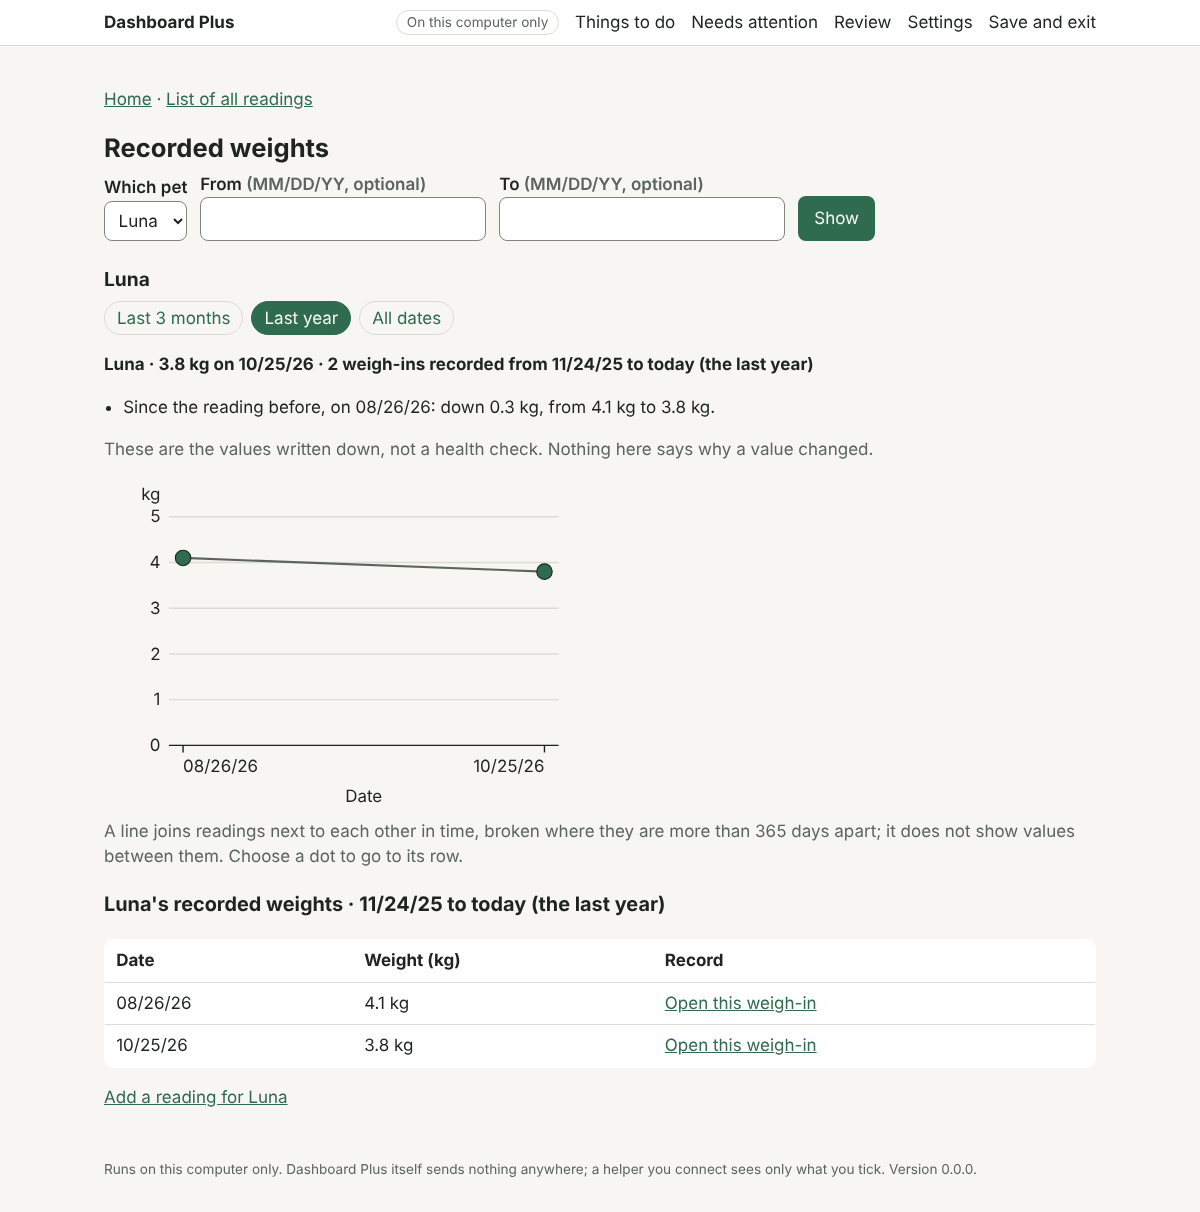 Dashboard Plus
On this computer only
Things to do
Needs attention
Review
Settings
Save and exit
Home · List of all readings
Recorded weights
Which pet
From (MM/DD/YY, optional)
To (MM/DD/YY, optional)
Luna
Show
Luna
Last 3 months
Last year
All dates
Luna · 3.8 kg on 10/25/26 · 2 weigh-ins recorded from 11/24/25 to today (the last year)
• Since the reading before, on 08/26/26: down 0.3 kg, from 4.1 kg to 3.8 kg.
These are the values written down, not a health check. Nothing here says why a value changed.
kg
5
4
3
2
1
0
08/26/26
10/25/26
Date
A line joins readings next to each other in time, broken where they are more than 365 days apart; it does not show values
between them. Choose a dot to go to its row.
Luna's recorded weights · 11/24/25 to today (the last year)
Date Weight (kg) Record
08/26/26 4.1 kg Open this weigh-in
10/25/26 3.8 kg Open this weigh-in
Add a reading for Luna
Runs on this computer only. Dashboard Plus itself sends nothing anywhere; a helper you connect sees only what you tick. Version 0.0.0.